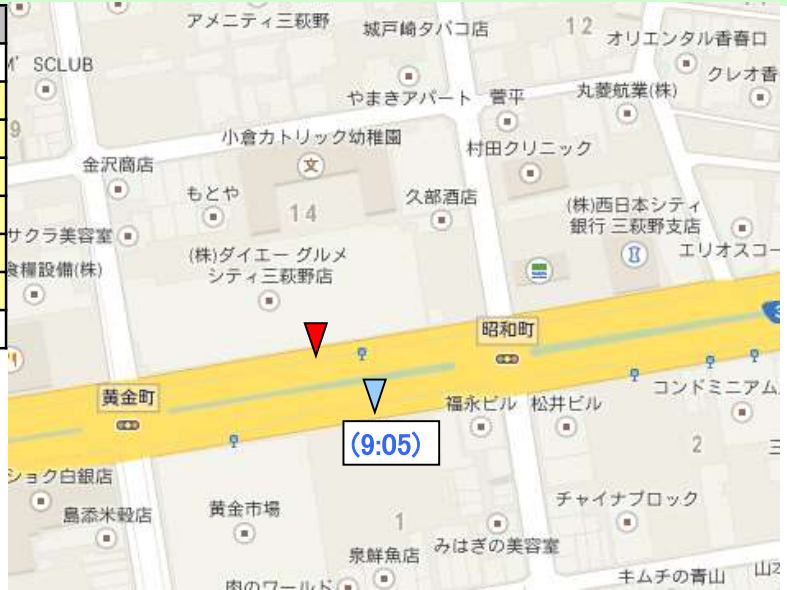 アメニティ三萩野
城戸崎タバコ店
12
オリエンタル香春口
M'SCLUB
クレオ香
やまきアパート
菅平
丸菱航業(株)
9
小倉カトリック幼稚園
村田クリニック
金沢商店
文
もとや
久部酒店
14
(株)西日本シティ
銀行 三萩野支店
サクラ美容室
(株)ダイエー グルメ
シティ三萩野店
エリオスコー
食糧設備(株)
3
昭和町
黄金町
コンドミニアム
福永ビル
松井ビル
(9:05)
2
ショク白銀店
黄金市場
チャイナブロック
島添米穀店
1
泉鮮魚店
みはぎの美容室
肉のワールド
キムチの青山